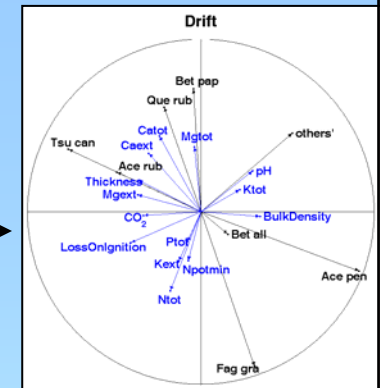 Drift
Bet pap
Que rub
Catot
Mgtot
others'
Caext
Tsu can
Ace rub
pH
Thickness
Ktot
Mgext
CO2
BulkDensity
Bet all
LossOnIgnition
Ptot
Kext
Npotmin
Ace pen
Ntot
Fag gra